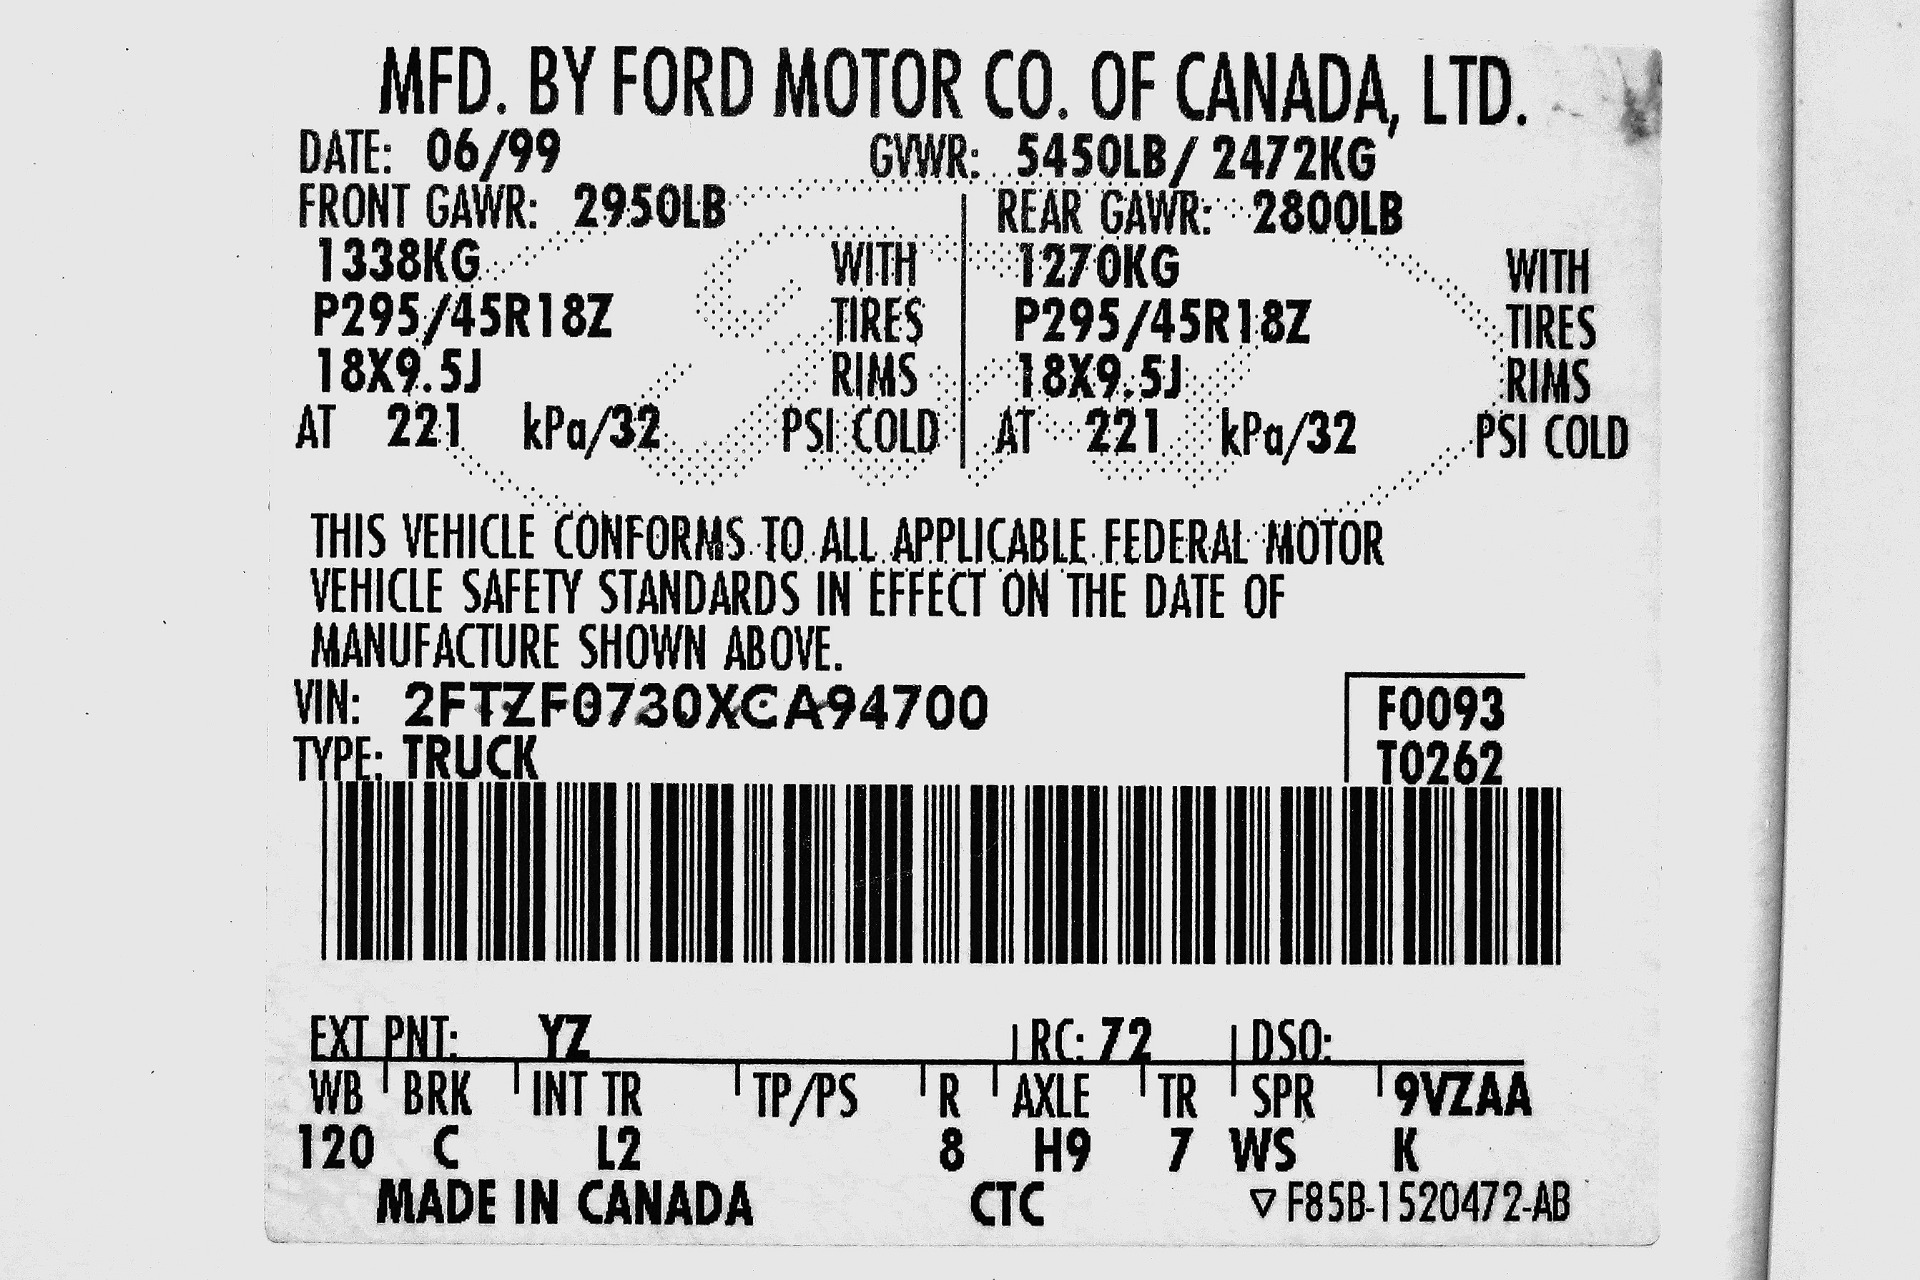 MFD. BY FORD MOTOR CO. OF CANADA, LTD.
DATE: 06/99 GVWR: 5450LB/ 2472KG
FRONT GAWR: 2950LB REAR GAWR: 2800LB
1338KG WITH 1270KG WITH
P295/45R18Z TIRES P295/45R18Z TIRES
18X9.5J RIMS 18X9.5J RIMS
AT 221 kPa/32 PSI COLD AT 221 kPa/32 PSI COLD
THIS VEHICLE CONFORMS TO ALL APPLICABLE FEDERAL MOTOR
VEHICLE SAFETY STANDARDS IN EFFECT ON THE DATE OF
MANUFACTURE SHOWN ABOVE.
VIN: 2FTZF0730XCA94700 F0093
TYPE: TRUCK T0262
EXT PNT: YZ RC: 72 DSO:
WB BRK INT TR TP/PS R AXLE TR SPR 9VZAA
120 C L2 8 H9 7 WS K
MADE IN CANADA CTC ▽ F85B-1520472-AB